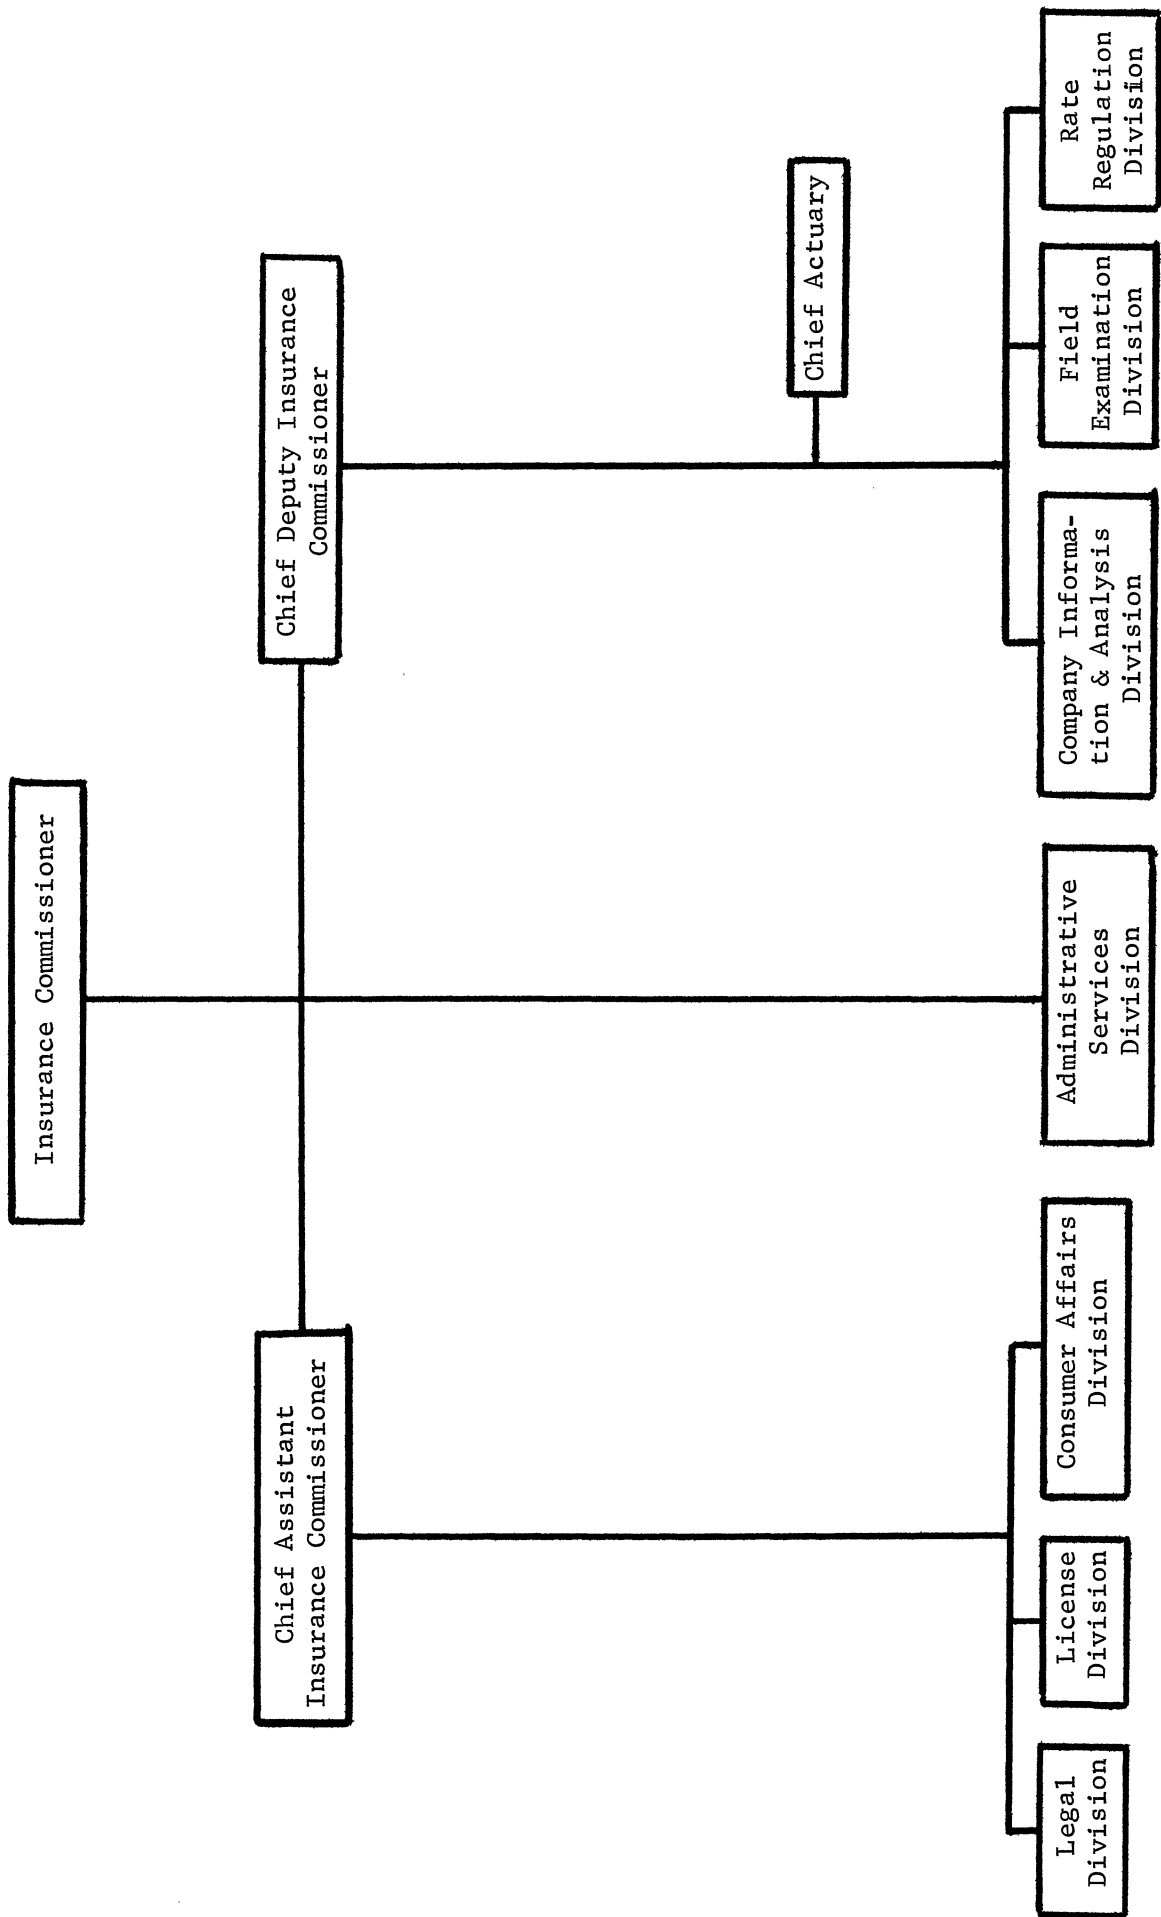 Insurance Commissioner
Chief Assistant
Insurance Commissioner
Chief Deputy Insurance
Commissioner
Chief Actuary
Legal
Division
License
Division
Consumer Affairs
Division
Administrative
Services
Division
Company Informa-
tion & Analysis
Division
Field
Examination
Division
Rate
Regulation
Division